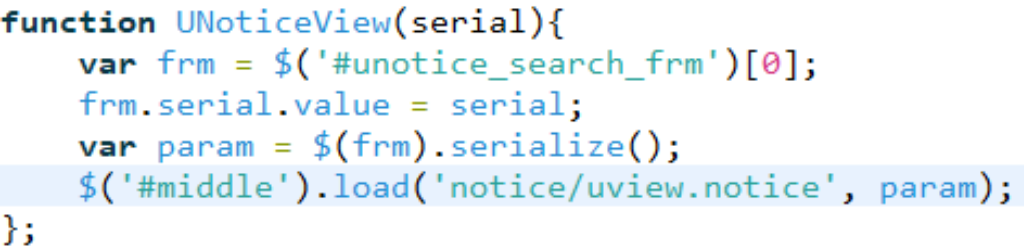 function UNoticeView(serial){
    var frm = $('#unotice_search_frm')[0];
    frm.serial.value = serial;
    var param = $(frm).serialize();
    $('#middle').load('notice/uview.notice', param);
};